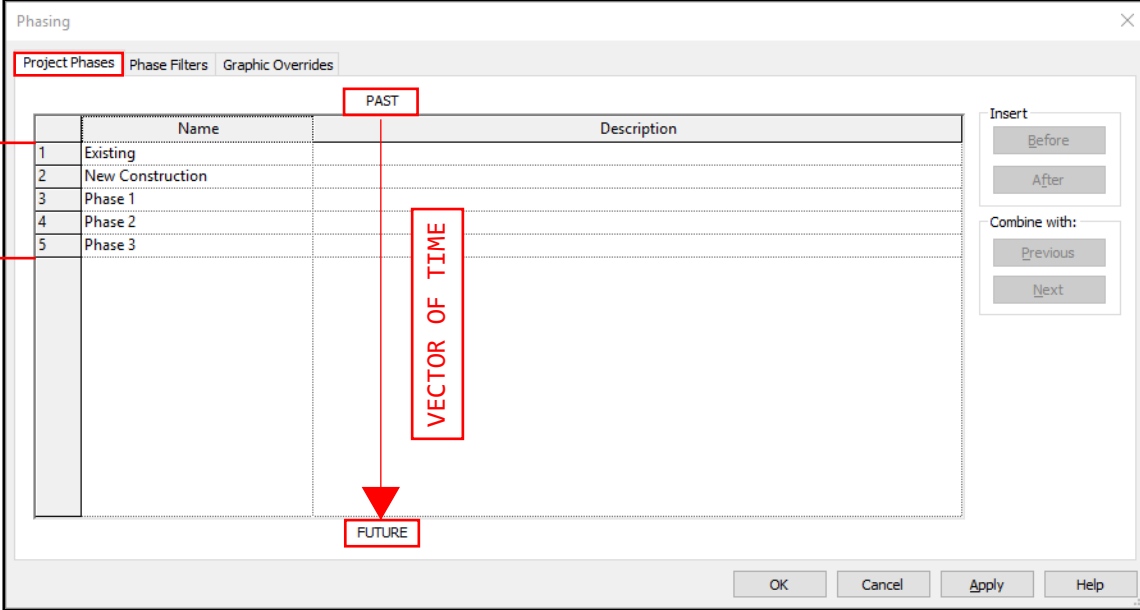 Phasing
Project Phases Phase Filters Graphic Overrides
PAST
Name Description
1 Existing
2 New Construction
3 Phase 1
4 Phase 2
5 Phase 3
VECTOR OF TIME
FUTURE
Insert
Before
After
Combine with:
Previous
Next
OK Cancel Apply Help